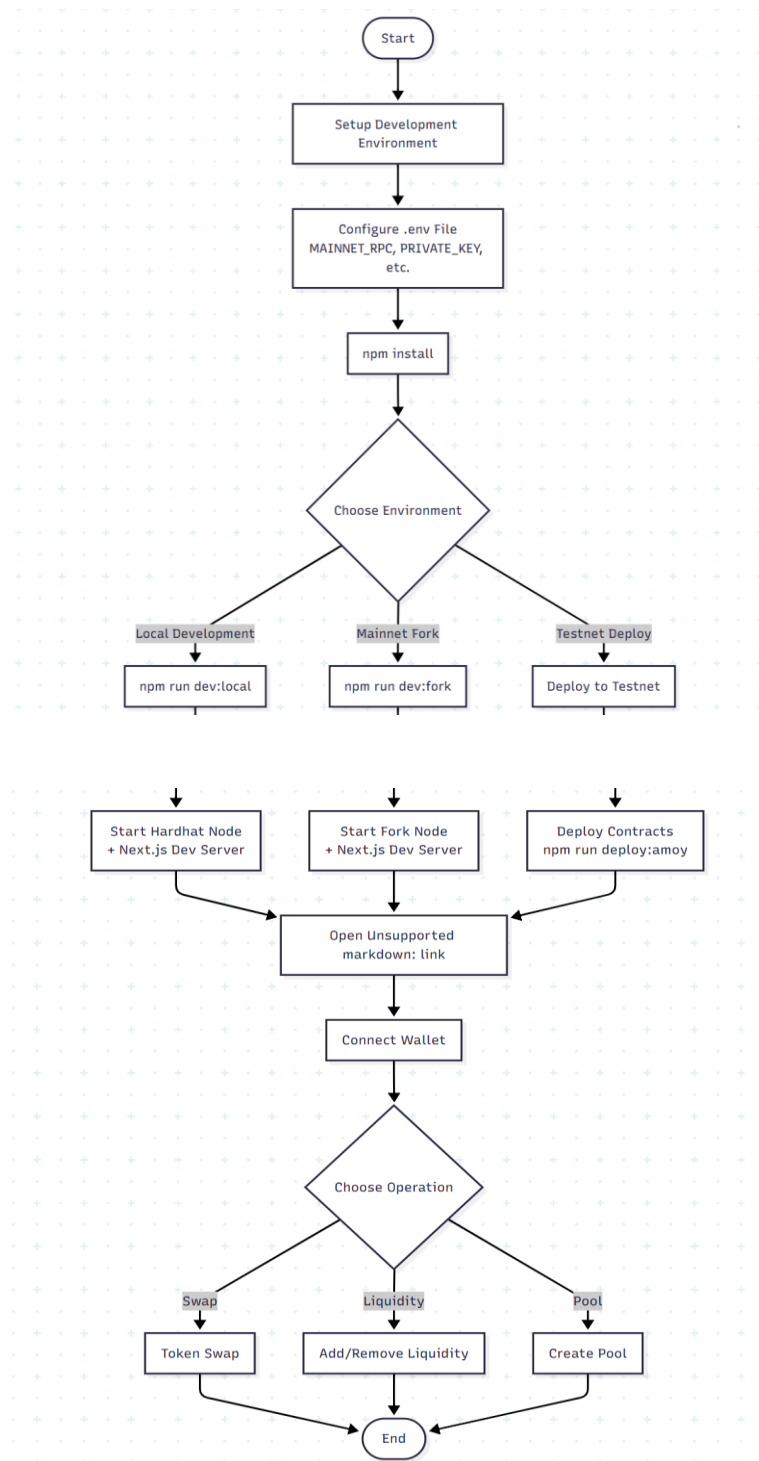 Start
Setup Development
Environment
Configure .env File
MAINNET_RPC, PRIVATE_KEY,
etc.
npm install
Choose Environment
Local Development
Mainnet Fork
Testnet Deploy
npm run dev:local
npm run dev:fork
Deploy to Testnet
Start Hardhat Node
+ Next.js Dev Server
Start Fork Node
+ Next.js Dev Server
Deploy Contracts
npm run deploy:amoy
Open Unsupported
markdown: link
Connect Wallet
Choose Operation
Swap
Liquidity
Pool
Token Swap
Add/Remove Liquidity
Create Pool
End